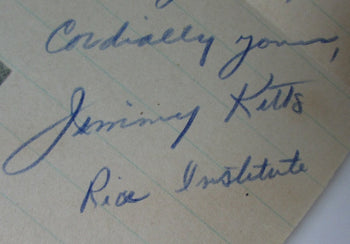 Cordially yours,
Jimmy Kitts
Rice Institute